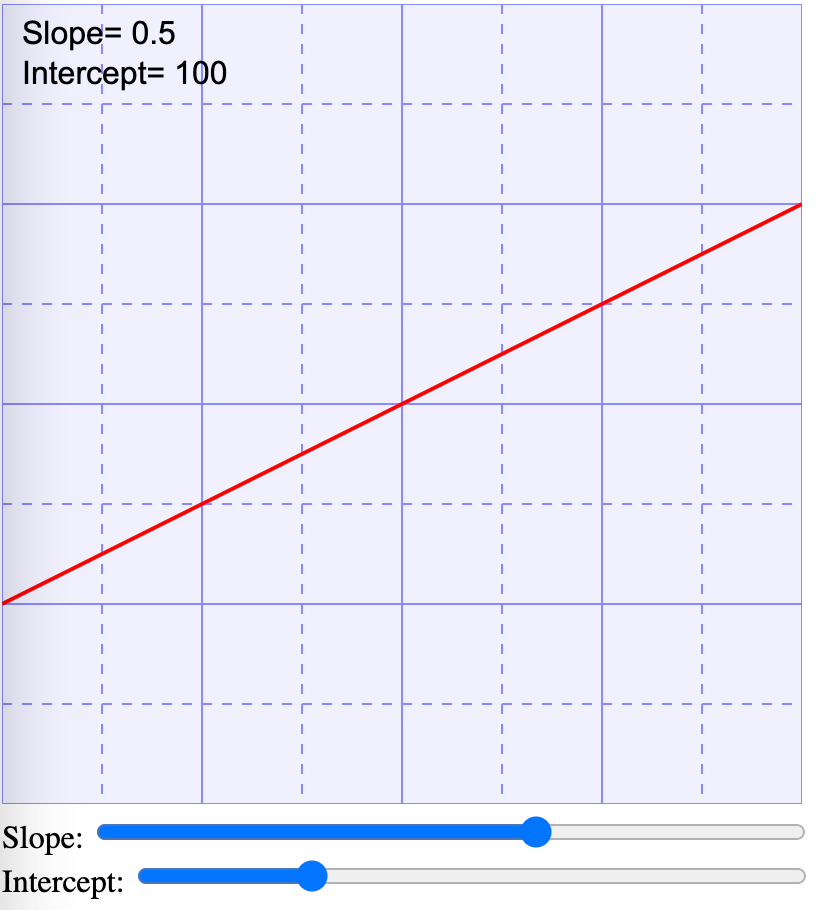 Slope= 0.5
Intercept= 100
Slope:
Intercept: